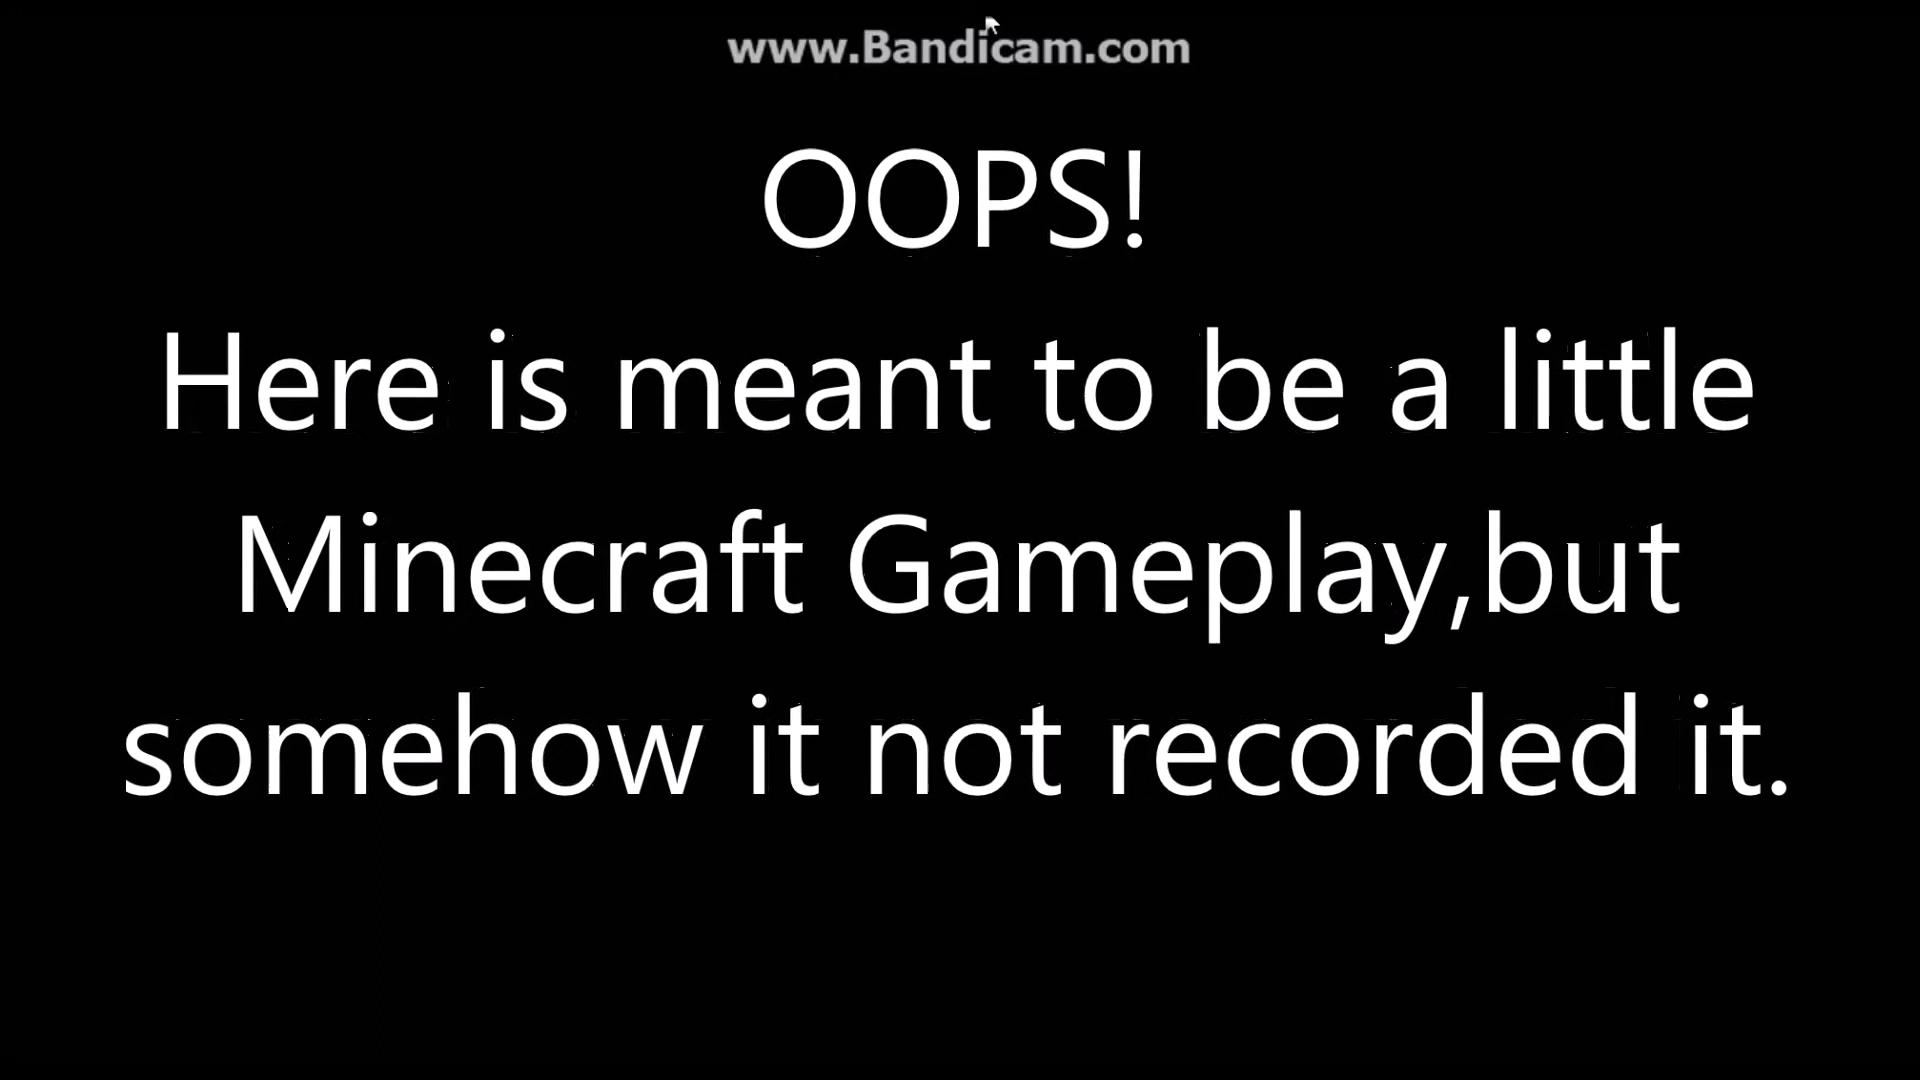 www.Bandicam.com
OOPS!
Here is meant to be a little
Minecraft Gameplay,but
somehow it not recorded it.